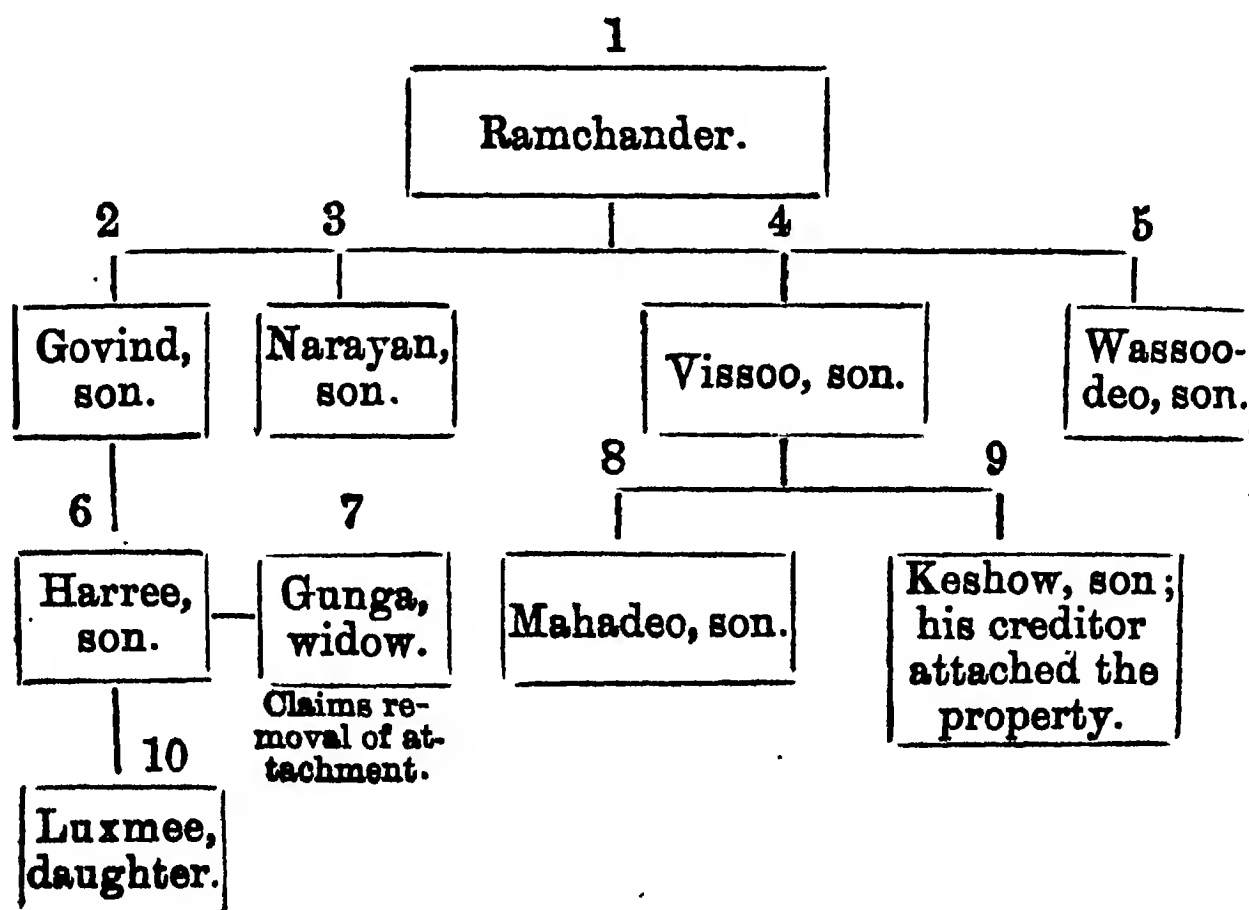 1
Ramchander.
2 3 4 5
Govind,
son.
Narayan,
son.
Vissoo, son.
Wassoo-
deo, son.
6 7 8 9
Harree,
son.
Gunga,
widow.
Claims re-
moval of at-
tachment.
Mahadeo, son.
Keshow, son;
his creditor
attached the
property.
10
Luxmee,
daughter.